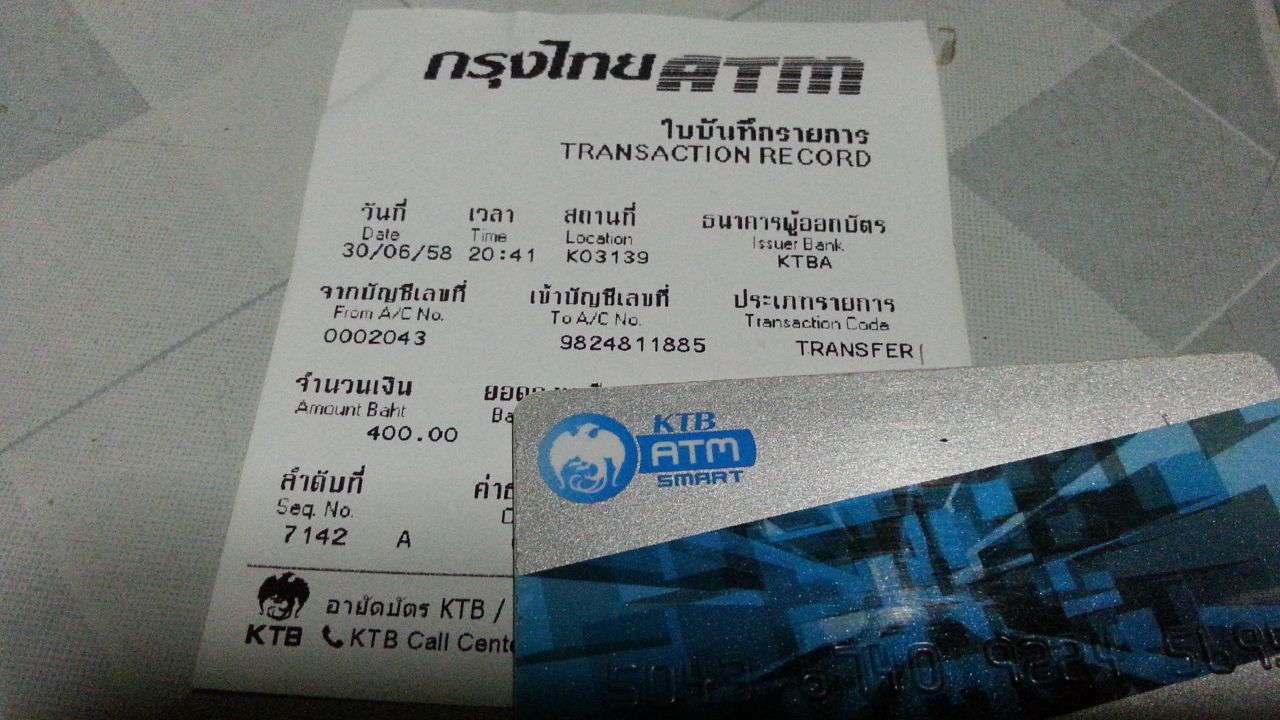 กรุงไทย ATM
ใบบันทึกรายการ
TRANSACTION RECORD
วันที่ เวลา สถานที่ ธนาคารผู้ออกบัตร
Date Time Location Issuer Bank
30/06/58 20:41 K03139 KTBA
จากบัญชีเลขที่ เข้าบัญชีเลขที่ ประเภทรายการ
From A/C No. To A/C No. Transaction Code
0002043 9824811885 TRANSFER
จำนวนเงิน
Amount Baht
400.00
ลำดับที่
Seq. No.
7142 A
อายัดบัตร KTB /
KTB KTB Call
KTB
ATM
SMART
5043 6740 9224